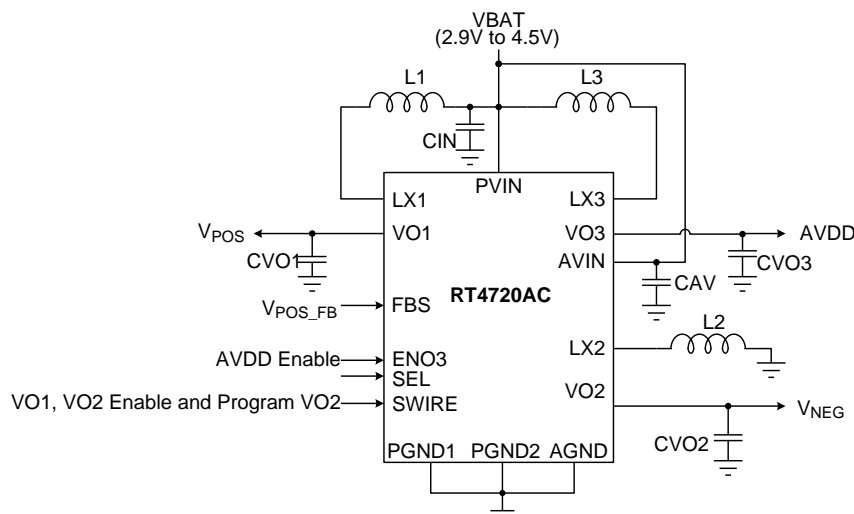 VBAT
(2.9V to 4.5V)
L1
L3
CIN
PVIN
LX1
LX3
VPOS
VO1
VO3
AVDD
CVO1
AVIN
CVO3
CAV
RT4720AC
VPOS_FB
FBS
L2
LX2
AVDD Enable
ENO3
SEL
VO2
VO1, VO2 Enable and Program VO2
SWIRE
VNEG
CVO2
PGND1
PGND2
AGND